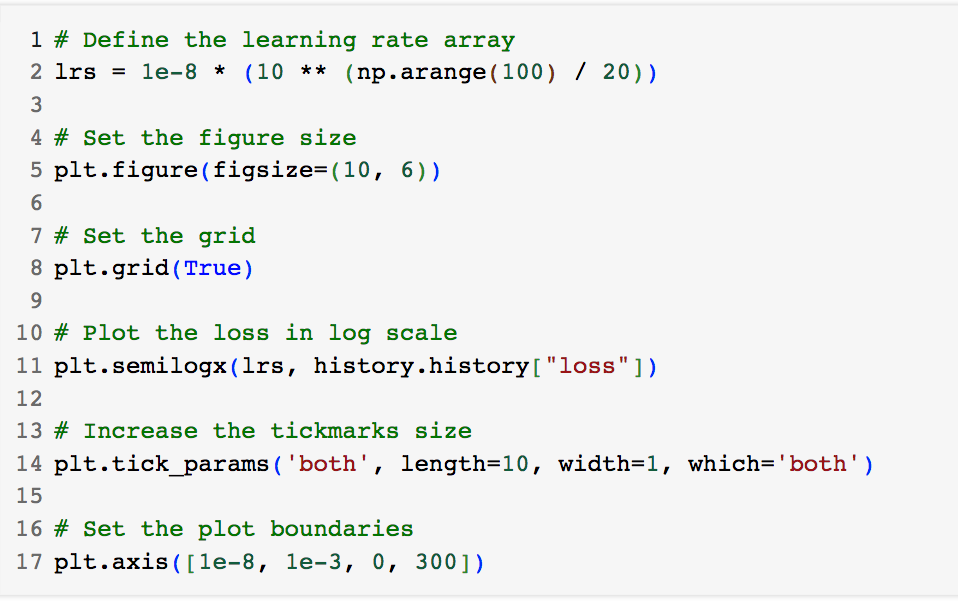 1 # Define the learning rate array
2 lrs = 1e-8 * (10 ** (np.arange(100) / 20))
3
4 # Set the figure size
5 plt.figure(figsize=(10, 6))
6
7 # Set the grid
8 plt.grid(True)
9
10 # Plot the loss in log scale
11 plt.semilogx(lrs, history.history["loss"])
12
13 # Increase the tickmarks size
14 plt.tick_params('both', length=10, width=1, which='both')
15
16 # Set the plot boundaries
17 plt.axis([1e-8, 1e-3, 0, 300])